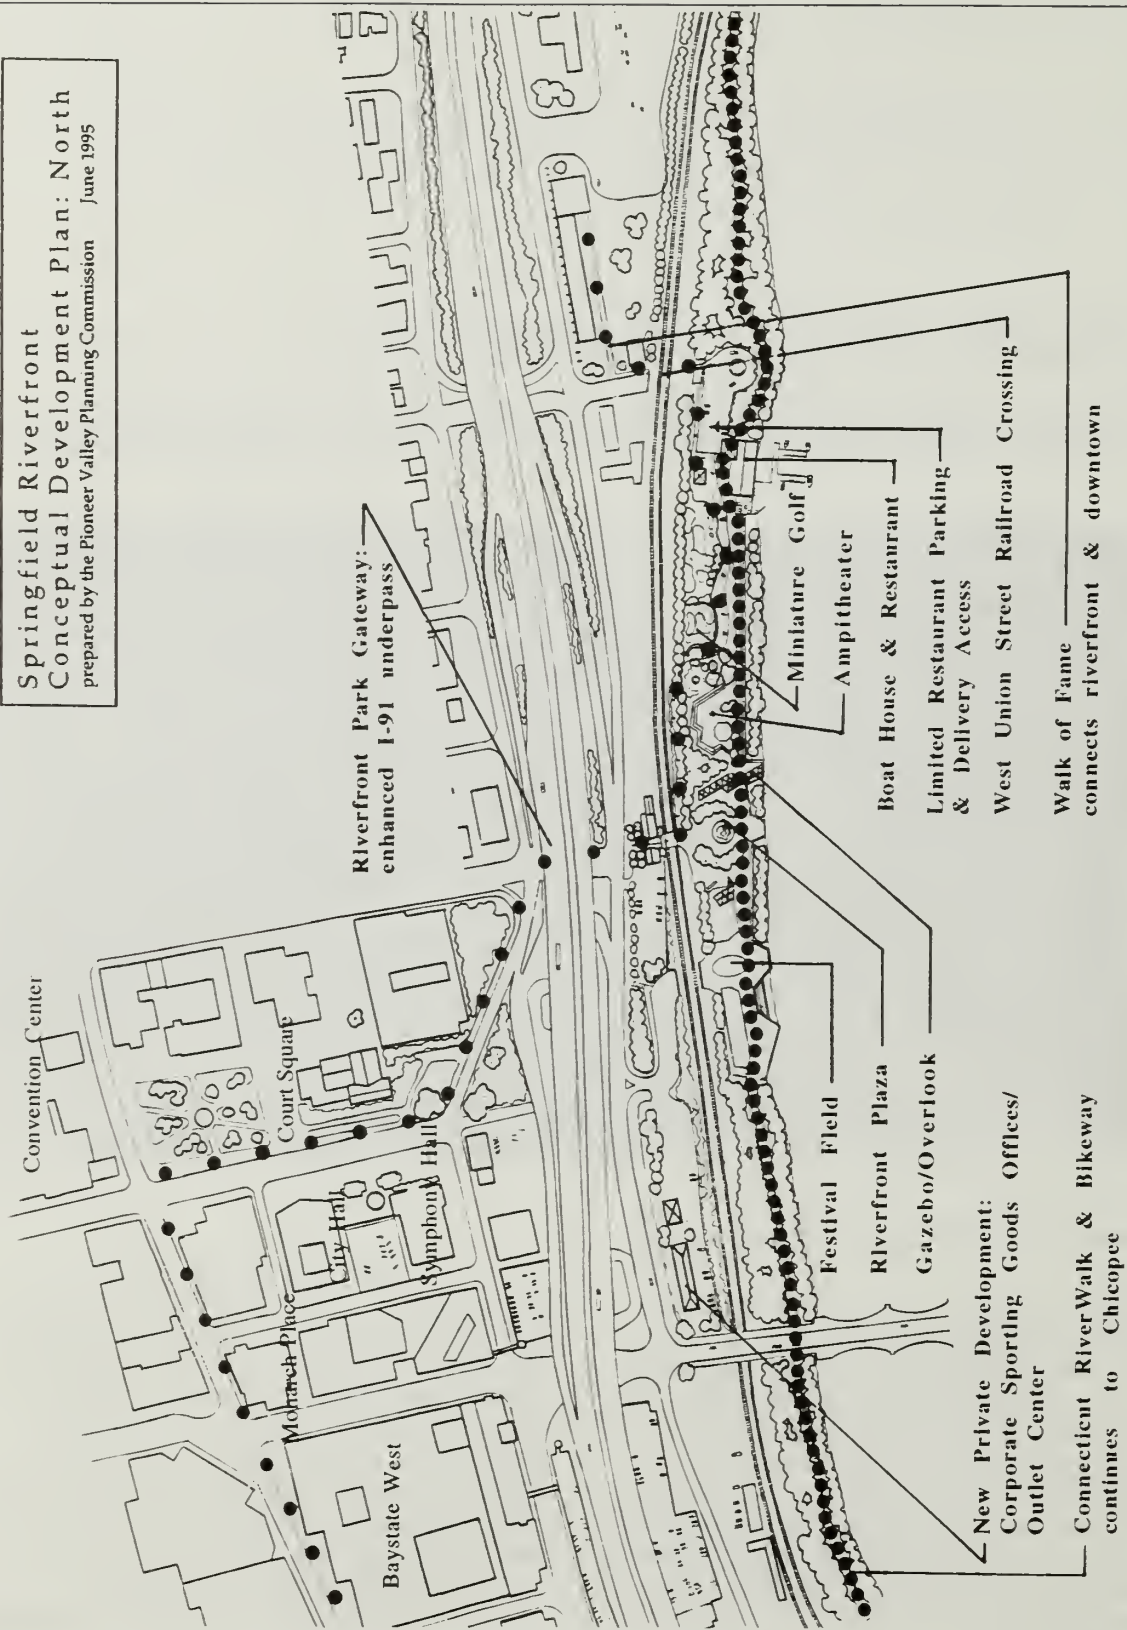 Springfield Riverfront
Conceptual Development Plan: North
prepared by the Pioneer Valley Planning Commission June 1995
Convention Center
Court Square
City Hall
Symphony Hall
Monarch Place
Baystate West
Riverfront Park Gateway:
enhanced I-91 underpass
Miniature Golf
Ampitheater
Boat House & Restaurant
Limited Restaurant Parking
& Delivery Access
West Union Street Railroad Crossing
Walk of Fame
connects riverfront & downtown
Festival Field
Riverfront Plaza
Gazebo/Overlook
New Private Development:
Corporate Sporting Goods Offices/
Outlet Center
Connecticut RiverWalk & Bikeway
continues to Chicopee